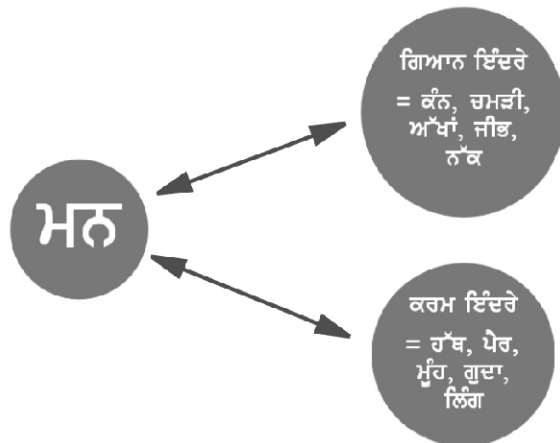 ਮਨ
ਗਿਆਨ ਇੰਦਰੇ
= ਕੰਨ, ਚਮੜੀ,
ਅੱਖਾਂ, ਜੀਭ,
ਨੱਕ
ਕਰਮ ਇੰਦਰੇ
= ਹੱਥ, ਪੈਰ,
ਮੂੰਹ, ਗੁਦਾ,
ਲਿੰਗ